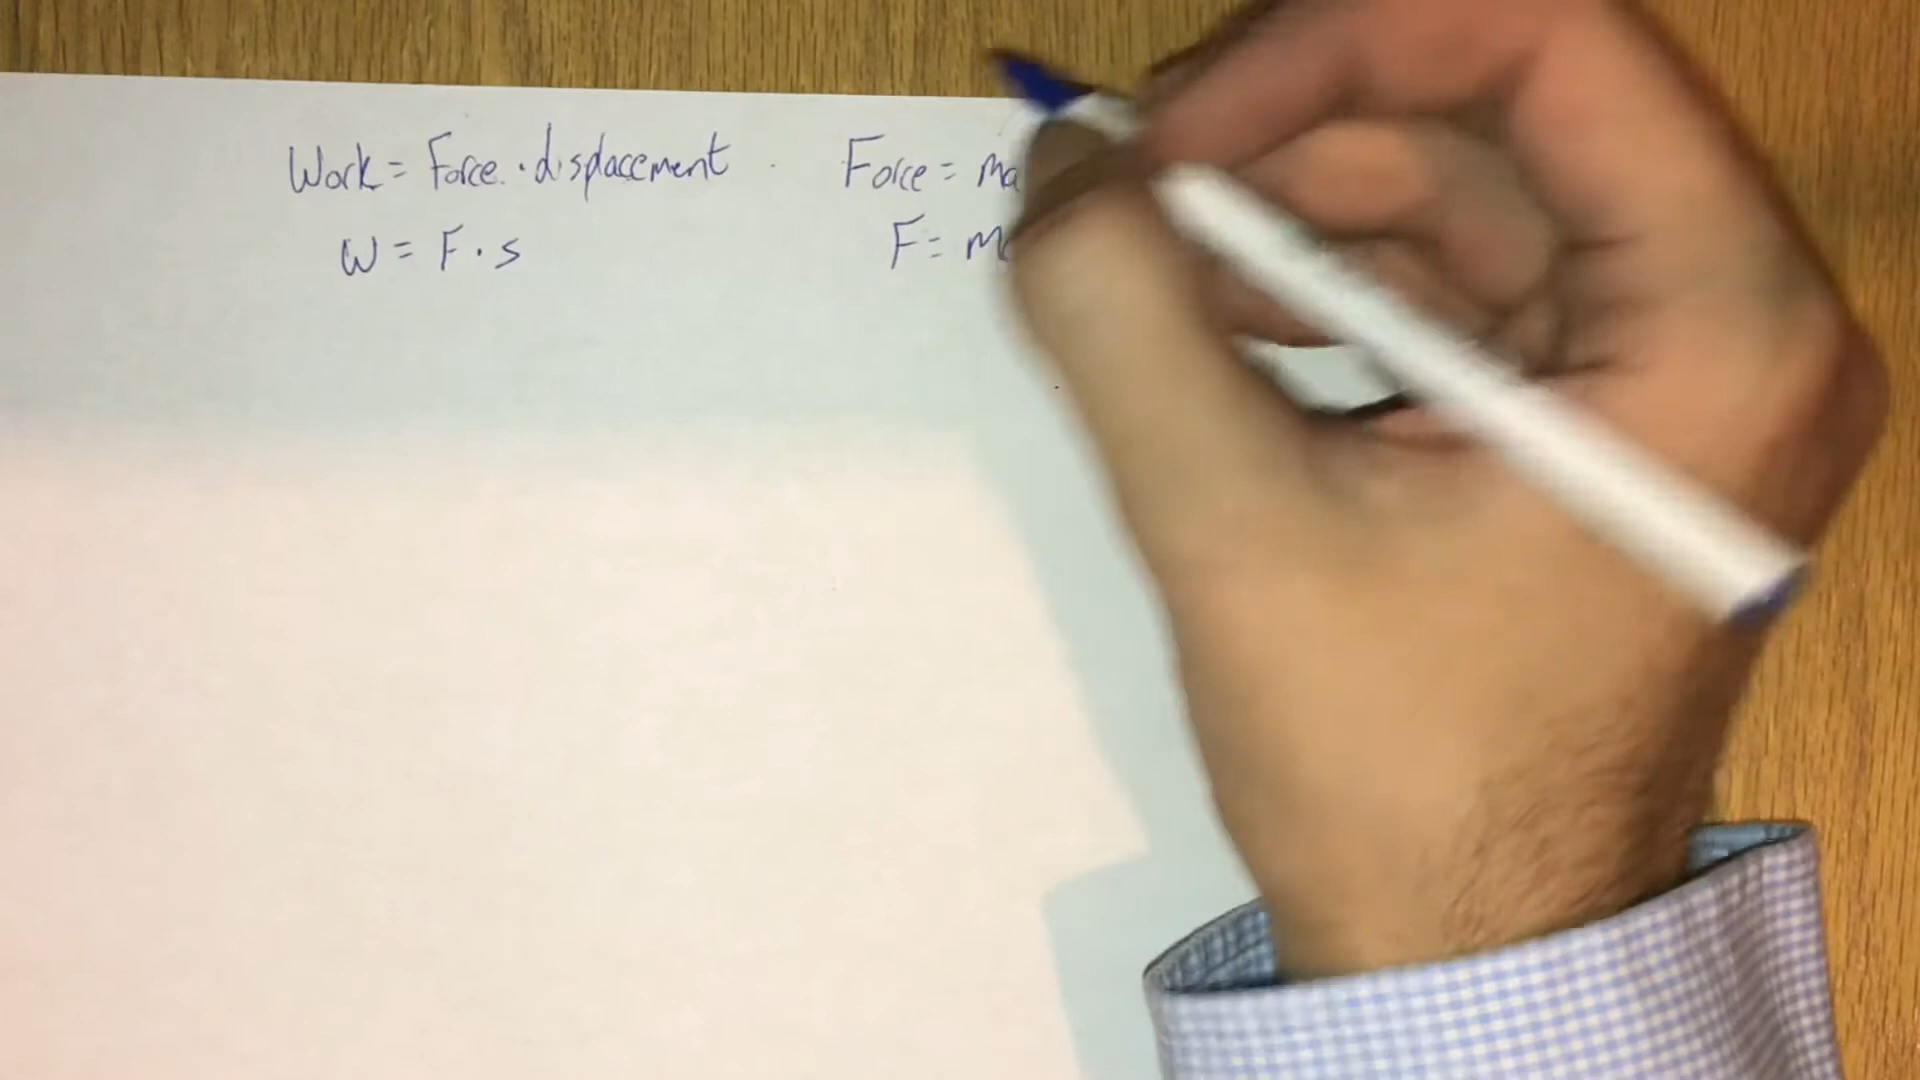 Work = Force · displacement
W = F · s
Force = ma
F = m